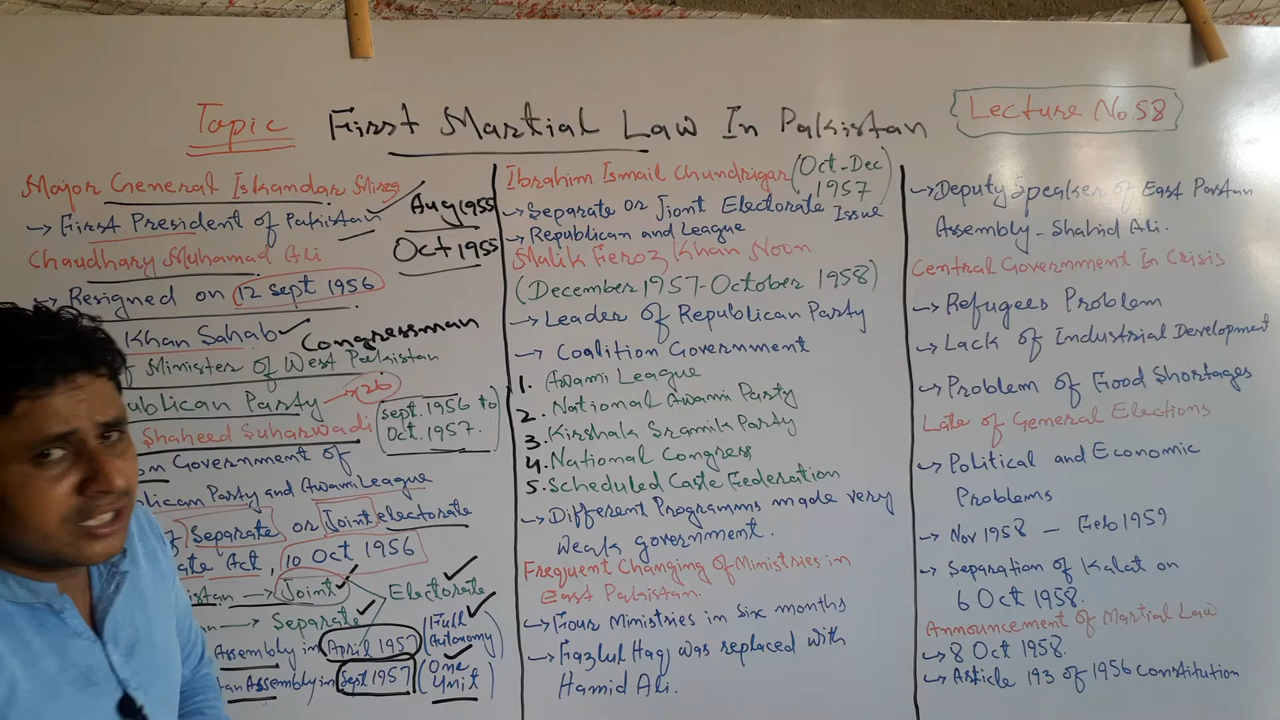 Topic First Martial Law In Pakistan
Lecture No.58
Major General Iskandar Mirza
→ First President of Pakistan
Aug 1955
Oct 1955
Chaudhary Muhamad Ali
→ Resigned on 12 Sept 1956
Khan Sahab Congressman
Minister of West Pakistan
Party → 26
Shaheed Suharwadi
Sept. 1956 to
Oct. 1957.
Government of
Party and Awami League
Separate or Joint electorate
Act, 10 Oct 1956
→ Joint Electorate
→ Separate
Assembly in April 1957 (Full Autonomy)
Assembly in Sept 1957 (One Unit)
Ibrahim Ismail Chundrigar (Oct-Dec 1957)
→ Separate or Jiont Electorate Issue
→ Republican and League
Malik Feroz Khan Noon
(December 1957-October 1958)
→ Leader of Republican Party
→ Coalition Government
1. Awami League
2. National Awami Party
3. Kirshak Sramik Party
4. National Congress
5. Scheduled Caste Federation
→ Different Programms made very
weak government.
Frequent Changing of Ministries in
East Pakistan.
→ Four Ministries in Six months
→ Fazlul Haq was replaced with
Hamid Ali.
→ Deputy Speaker of East
Assembly - Shahid Ali.
Central Government In Crisis
→ Refugees Problem
→ Lack of Industrial Development
→ Problem of Food Shortages
Late of General Elections
→ Political and Economic
Problems
→ Nov 1958 - Feb 1959
→ Separation of Kalat on
6 Oct 1958.
Announcement of Martial Law
→ 8 Oct 1958.
→ Article 193 of 1956 constitution